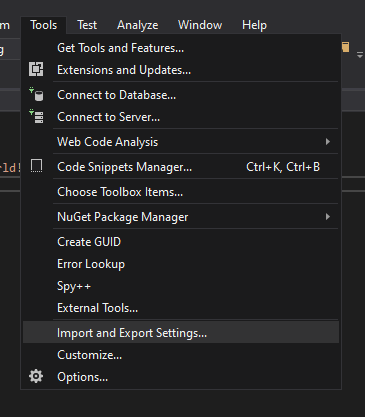 m Tools Test Analyze Window Help
g
Get Tools and Features...
Extensions and Updates...
Connect to Database...
Connect to Server...
Web Code Analysis
rld!
Code Snippets Manager... Ctrl+K, Ctrl+B
Choose Toolbox Items...
NuGet Package Manager
Create GUID
Error Lookup
Spy++
External Tools...
Import and Export Settings...
Customize...
Options...